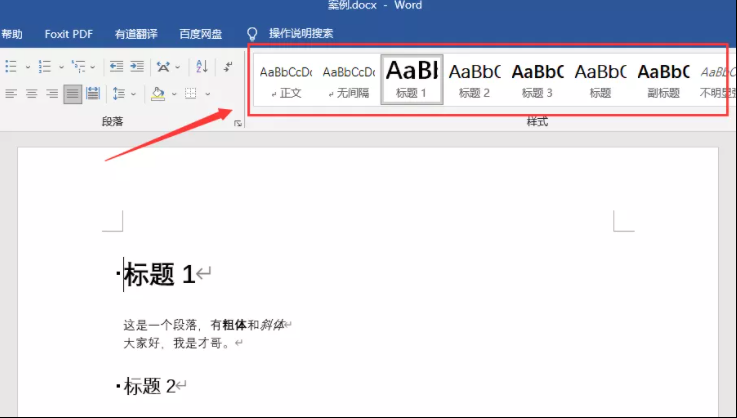 案例.docx - Word
帮助 Foxit PDF 有道翻译 百度网盘 操作说明搜索
AaBbCcDc AaBbCcDc AaBl AaBbC AaBbC AaBbC AaBbC AaBbC
正文 无间隔 标题 1 标题 2 标题 3 标题 副标题 不明显强
段落 样式
标题 1
这是一个段落，有粗体和斜体
大家好，我是才哥。
标题 2